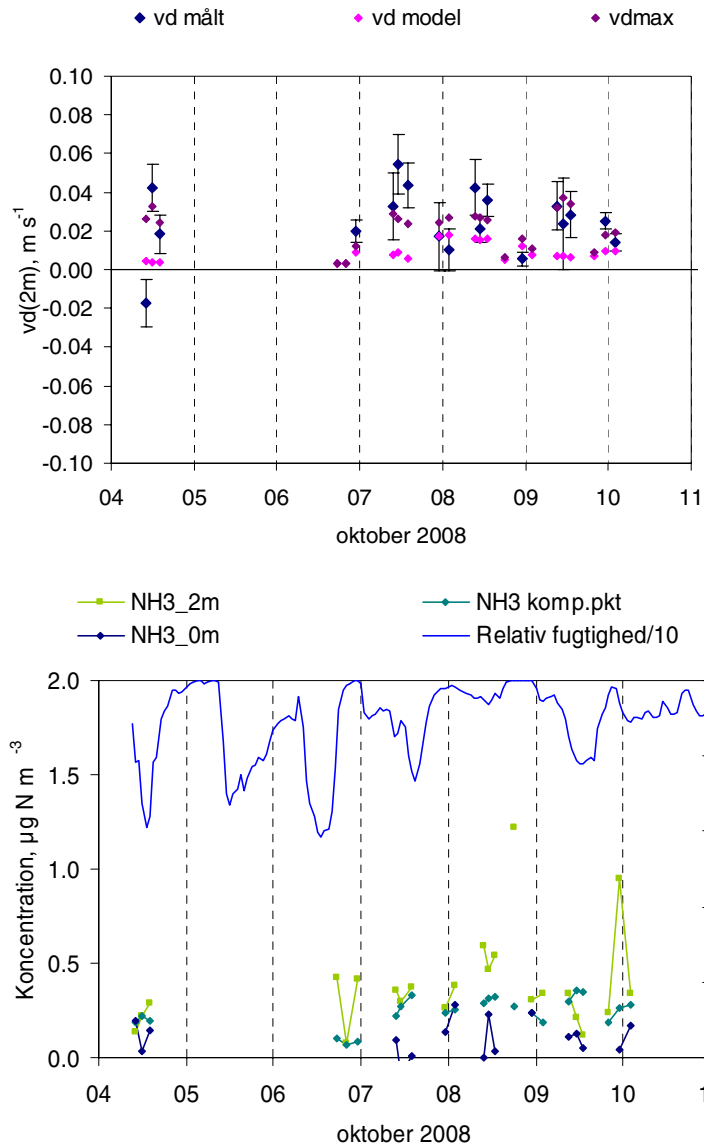 vd målt vd model vdmax
0.10
0.08
0.06
0.04
0.02
0.00
-0.02
-0.04
-0.06
-0.08
-0.10
vd(2m), m s-1
04 05 06 07 08 09 10 11
oktober 2008
NH3_2m NH3 komp.pkt
NH3_0m Relativ fugtighed/10
2.0
1.5
1.0
0.5
0.0
Koncentration, µg N m -3
04 05 06 07 08 09 10 1
oktober 2008